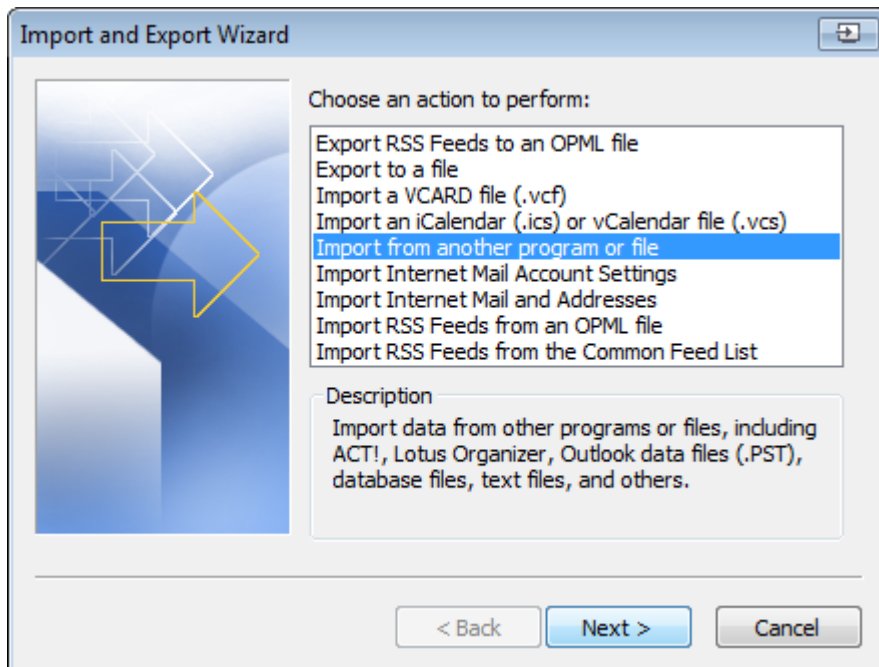 Import and Export Wizard
Choose an action to perform:
Export RSS Feeds to an OPML file
Export to a file
Import a VCARD file (.vcf)
Import an iCalendar (.ics) or vCalendar file (.vcs)
Import from another program or file
Import Internet Mail Account Settings
Import Internet Mail and Addresses
Import RSS Feeds from an OPML file
Import RSS Feeds from the Common Feed List
Description
Import data from other programs or files, including
ACT!, Lotus Organizer, Outlook data files (.PST),
database files, text files, and others.
< Back Next > Cancel